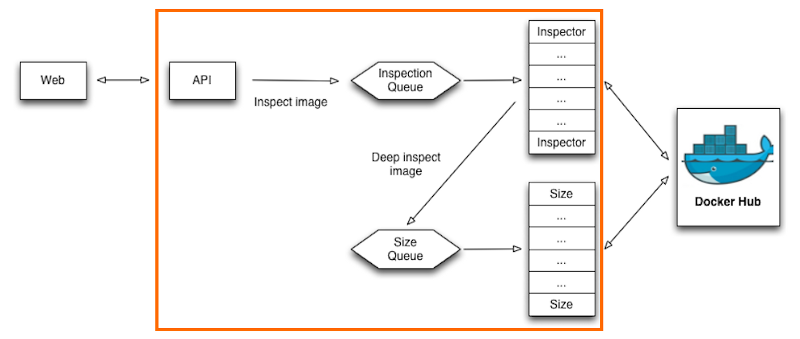 Web
API
Inspect image
Inspection
Queue
Inspector
...
...
...
...
Inspector
Deep inspect
image
Size
Queue
Size
...
...
...
...
Size
Docker Hub